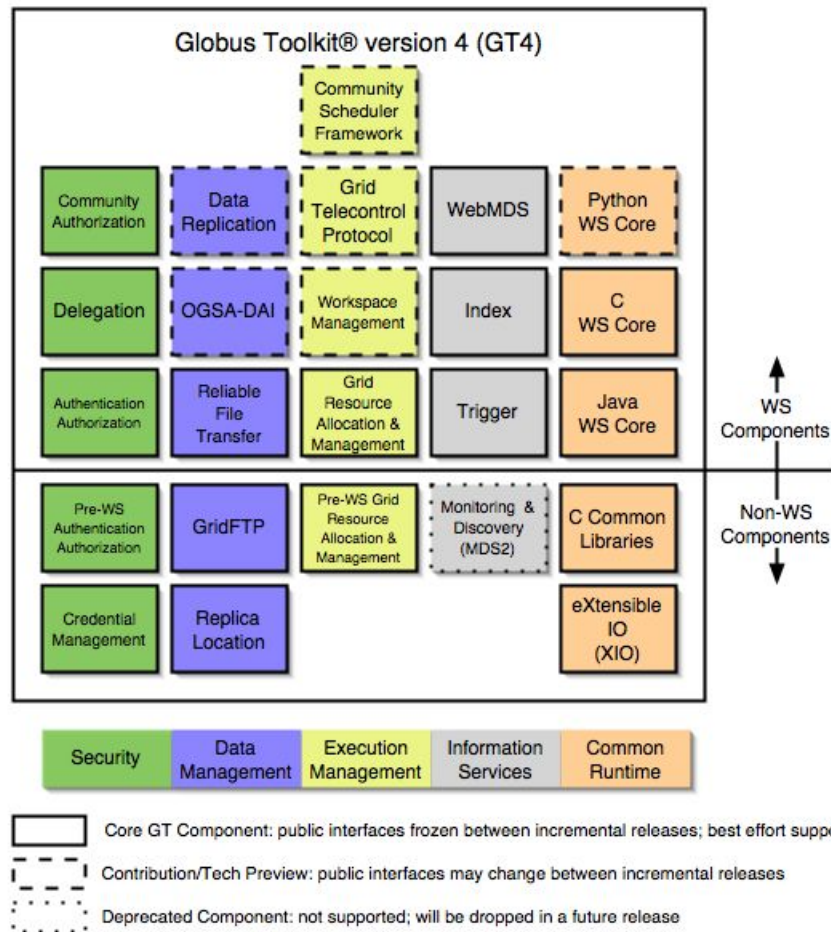 Globus Toolkit® version 4 (GT4)
Community
Scheduler
Framework
Community
Authorization
Data
Replication
Grid
Telecontrol
Protocol
WebMDS
Python
WS Core
Delegation
OGSA-DAI
Workspace
Management
Index
C
WS Core
Authentication
Authorization
Reliable
File
Transfer
Grid
Resource
Allocation &
Management
Trigger
Java
WS Core
WS
Components
Pre-WS
Authentication
Authorization
GridFTP
Pre-WS Grid
Resource
Allocation &
Management
Monitoring &
Discovery
(MDS2)
C Common
Libraries
Non-WS
Components
Credential
Management
Replica
Location
eXtensible
IO
(XIO)
Security
Data
Management
Execution
Management
Information
Services
Common
Runtime
Core GT Component: public interfaces frozen between incremental releases; best effort suppo
Contribution/Tech Preview: public interfaces may change between incremental releases
Deprecated Component: not supported; will be dropped in a future release